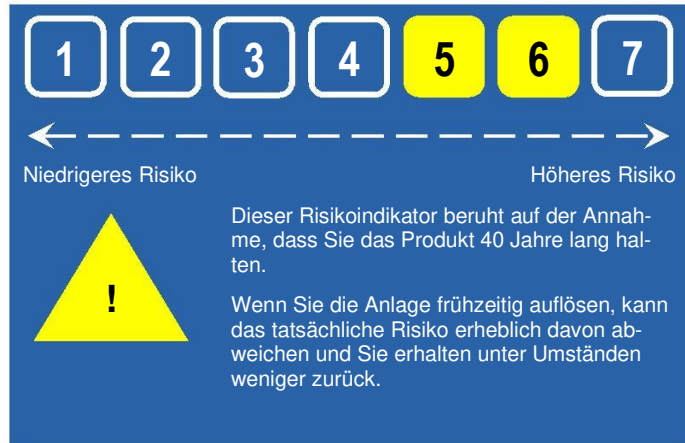 1 2 3 4 5 6 7
Niedrigeres Risiko Höheres Risiko
Dieser Risikoindikator beruht auf der Annah-
me, dass Sie das Produkt 40 Jahre lang hal-
ten.
!
Wenn Sie die Anlage frühzeitig auflösen, kann
das tatsächliche Risiko erheblich davon ab-
weichen und Sie erhalten unter Umständen
weniger zurück.